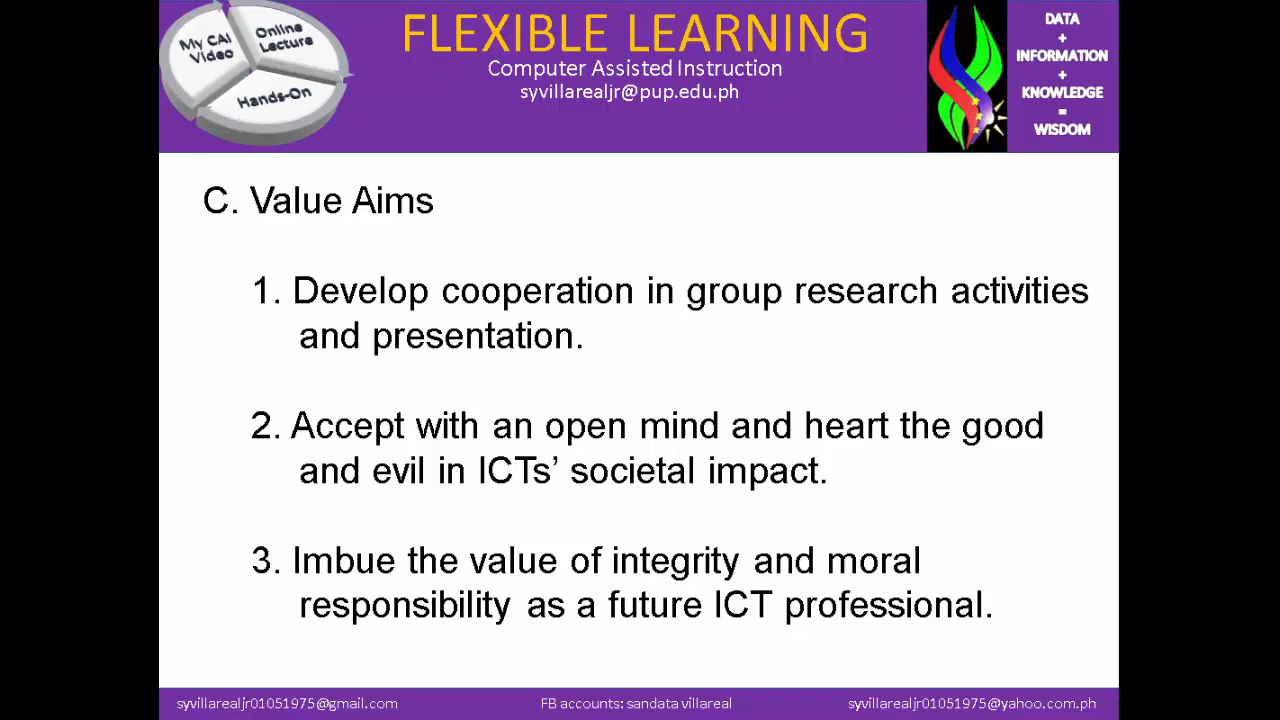 My CAI
Video
Online
Lecture
Hands-On
FLEXIBLE LEARNING
Computer Assisted Instruction
syvillarealjr@pup.edu.ph
DATA
+
INFORMATION
+
KNOWLEDGE
=
WISDOM
C. Value Aims
1. Develop cooperation in group research activities
and presentation.
2. Accept with an open mind and heart the good
and evil in ICTs’ societal impact.
3. Imbue the value of integrity and moral
responsibility as a future ICT professional.
syvillarealjr01051975@gmail.com
FB accounts: sandata villareal
syvillarealjr01051975@yahoo.com.ph